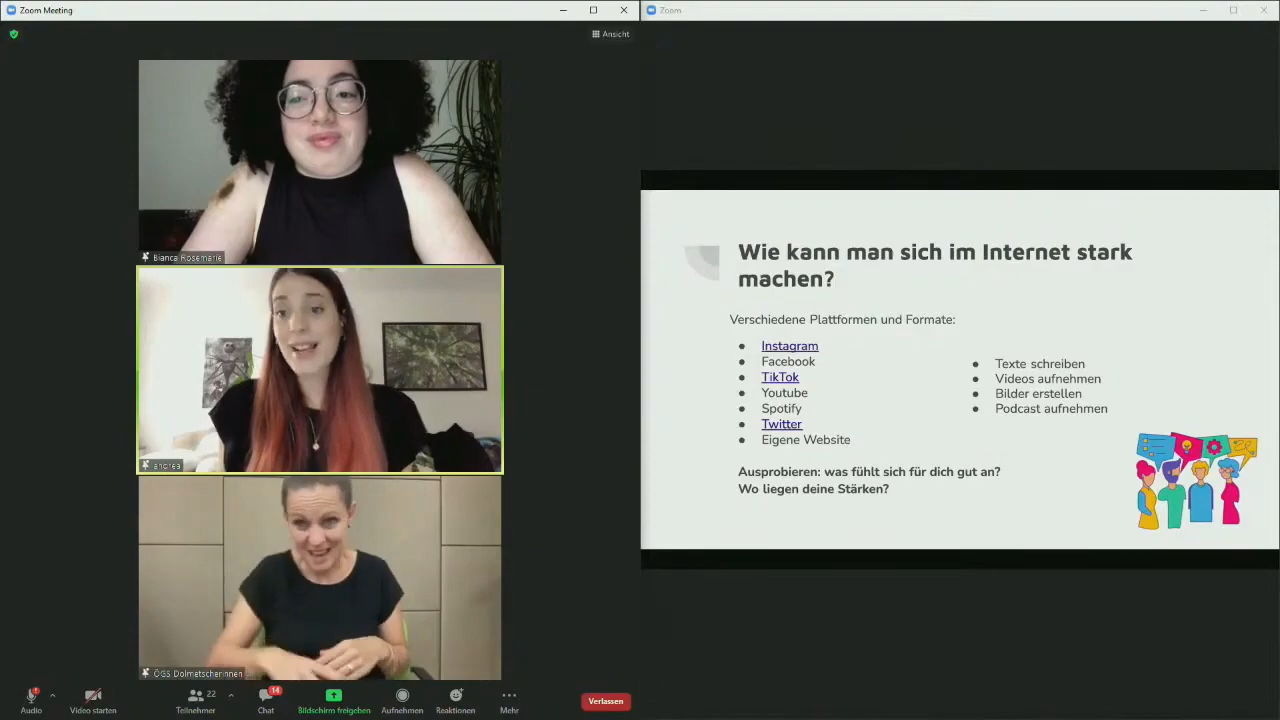 Zoom Meeting
Ansicht
Bianca Rosemarie
andrea
ÖGS Dolmetscherinnen
Audio
Video starten
22
Teilnehmer
14
Chat
Bildschirm freigeben
Aufnehmen
Reaktionen
Mehr
Verlassen
Zoom
Wie kann man sich im Internet stark
machen?
Verschiedene Plattformen und Formate:
● Instagram
● Facebook
● TikTok
● Youtube
● Spotify
● Twitter
● Eigene Website
● Texte schreiben
● Videos aufnehmen
● Bilder erstellen
● Podcast aufnehmen
Ausprobieren: was fühlt sich für dich gut an?
Wo liegen deine Stärken?